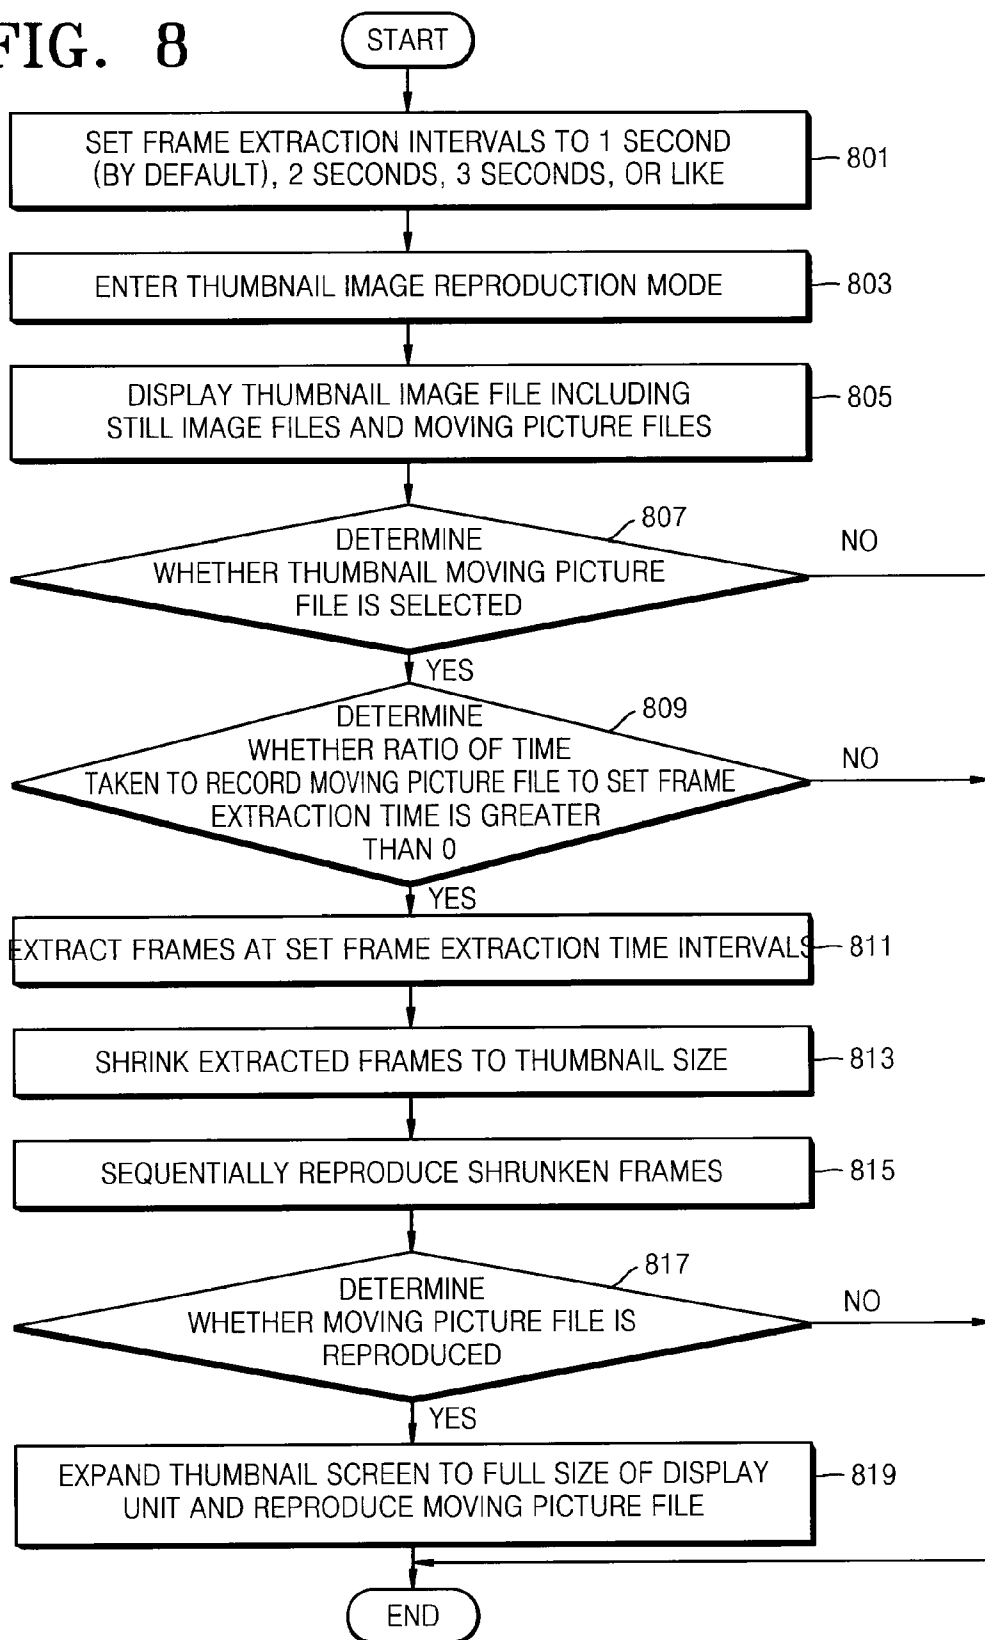 FIG. 8
START
SET FRAME EXTRACTION INTERVALS TO 1 SECOND
(BY DEFAULT), 2 SECONDS, 3 SECONDS, OR LIKE
801
ENTER THUMBNAIL IMAGE REPRODUCTION MODE
803
DISPLAY THUMBNAIL IMAGE FILE INCLUDING
STILL IMAGE FILES AND MOVING PICTURE FILES
805
807
DETERMINE
WHETHER THUMBNAIL MOVING PICTURE
FILE IS SELECTED
NO
YES
809
DETERMINE
WHETHER RATIO OF TIME
TAKEN TO RECORD MOVING PICTURE FILE TO SET FRAME
EXTRACTION TIME IS GREATER
THAN 0
NO
YES
EXTRACT FRAMES AT SET FRAME EXTRACTION TIME INTERVALS
811
SHRINK EXTRACTED FRAMES TO THUMBNAIL SIZE
813
SEQUENTIALLY REPRODUCE SHRUNKEN FRAMES
815
817
DETERMINE
WHETHER MOVING PICTURE FILE IS
REPRODUCED
NO
YES
EXPAND THUMBNAIL SCREEN TO FULL SIZE OF DISPLAY
UNIT AND REPRODUCE MOVING PICTURE FILE
819
END